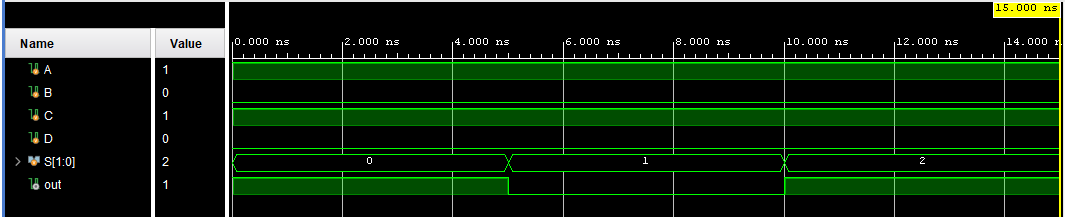 15.000 ns
Name Value
0.000 ns 2.000 ns 4.000 ns 6.000 ns 8.000 ns 10.000 ns 12.000 ns 14.000 n
A 1
B 0
C 1
D 0
S[1:0] 2 0 1 2
out 1